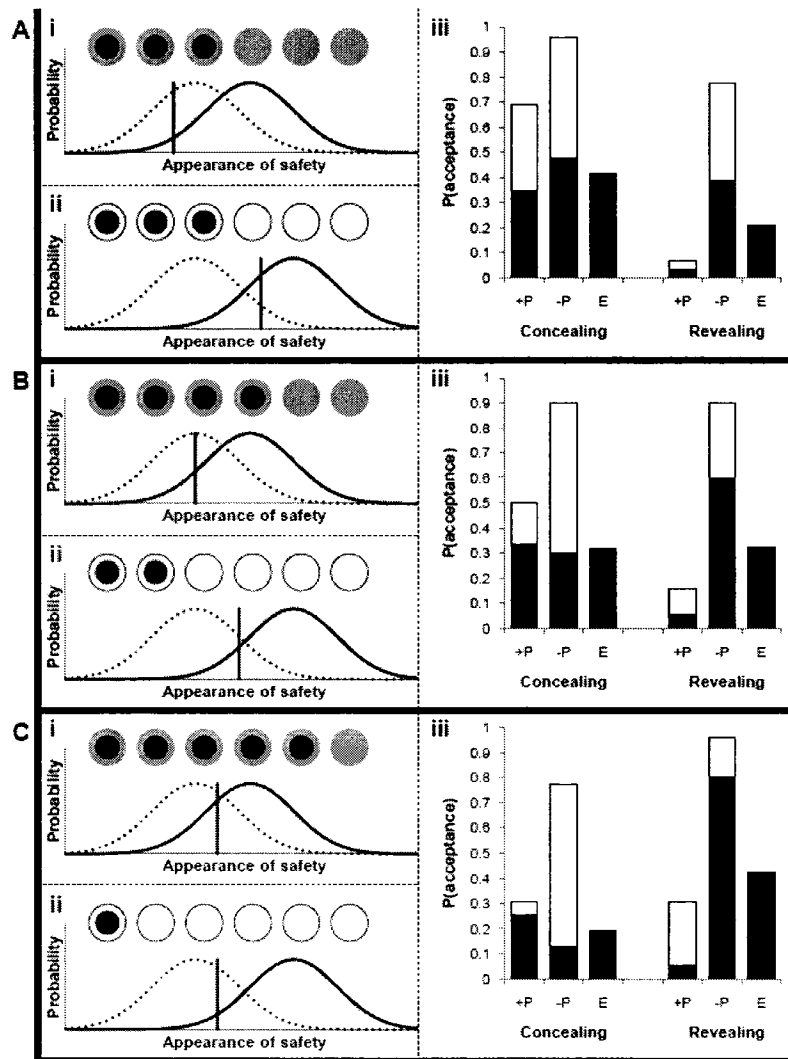 A
i
Probability
Appearance of safety
ii
Probability
Appearance of safety
iii
P(acceptance)
1
0.9
0.8
0.7
0.6
0.5
0.4
0.3
0.2
0.1
0
+P -P E +P -P E
Concealing Revealing
B
i
Probability
Appearance of safety
ii
Probability
Appearance of safety
iii
P(acceptance)
1
0.9
0.8
0.7
0.6
0.5
0.4
0.3
0.2
0.1
0
+P -P E +P -P E
Concealing Revealing
C
i
Probability
Appearance of safety
ii
Probability
Appearance of safety
iii
P(acceptance)
1
0.9
0.8
0.7
0.6
0.5
0.4
0.3
0.2
0.1
0
+P -P E +P -P E
Concealing Revealing